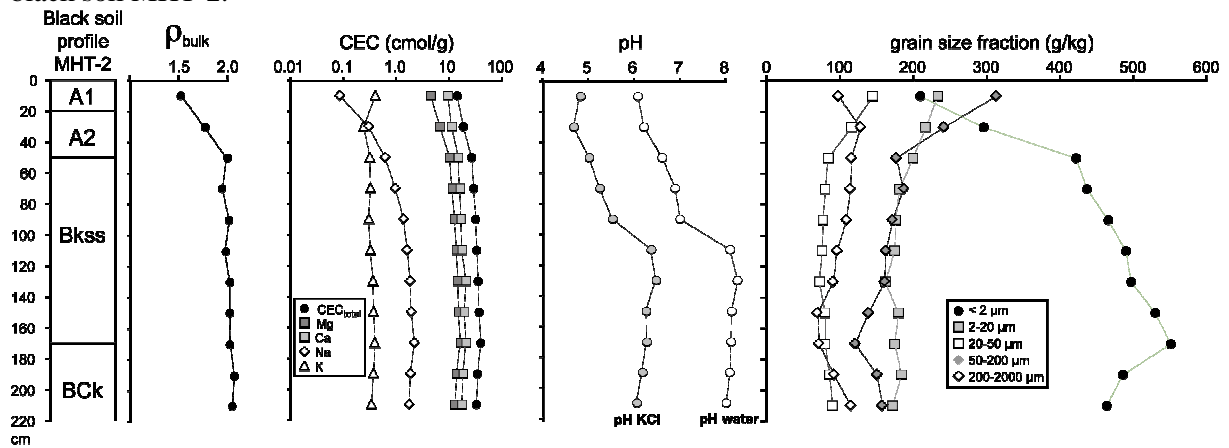 black soil MHT-2.
Black soil
profile
MHT-2
ρbulk
CEC (cmol/g)
pH
grain size fraction (g/kg)
1.5 2.0
0.01 0.1 1.0 10 100
4 5 6 7 8
0 100 200 300 400 500 600
0
20
40
60
80
100
120
140
160
180
200
220
cm
A1
A2
Bkss
BCk
CECtotal
Mg
Ca
Na
K
pH KCl
pH water
< 2 µm
2-20 µm
20-50 µm
50-200 µm
200-2000 µm